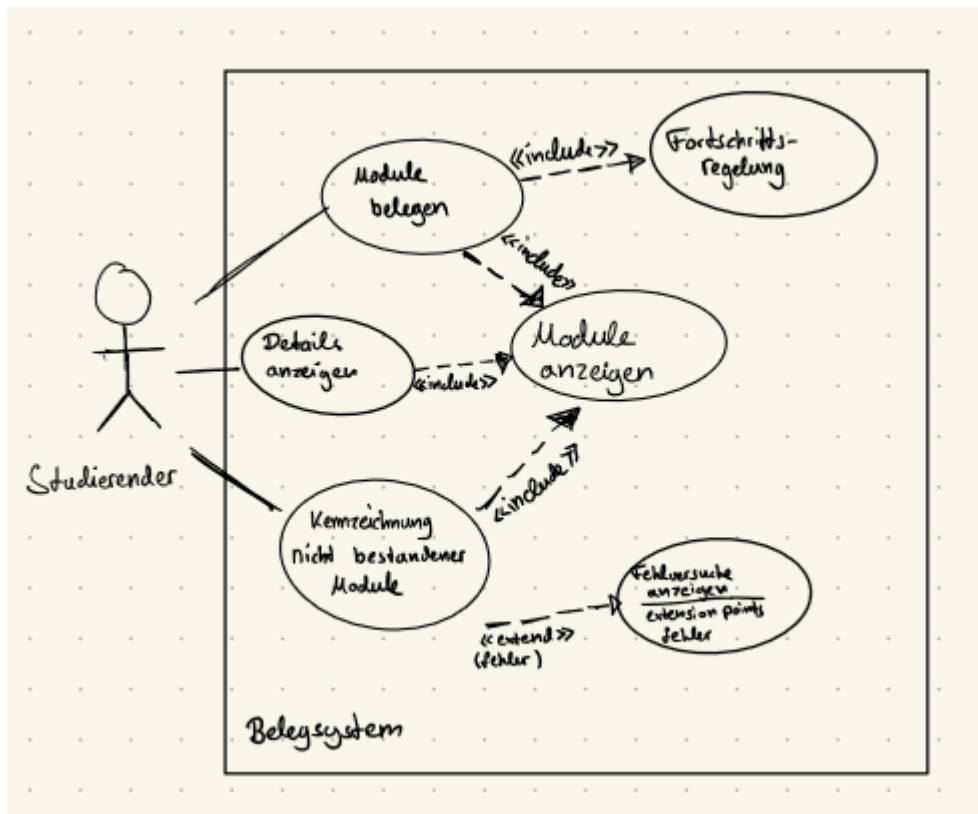 Module
belegen
«include»
Fortschritts-
regelung
«include»
Module
anzeigen
Details
anzeigen
«include»
Studierender
Kennzeichnung
nicht bestandener
Module
«include»
«extend»
(fehler)
Fehlversuche
anzeigen
extension points
fehler
Belegsystem